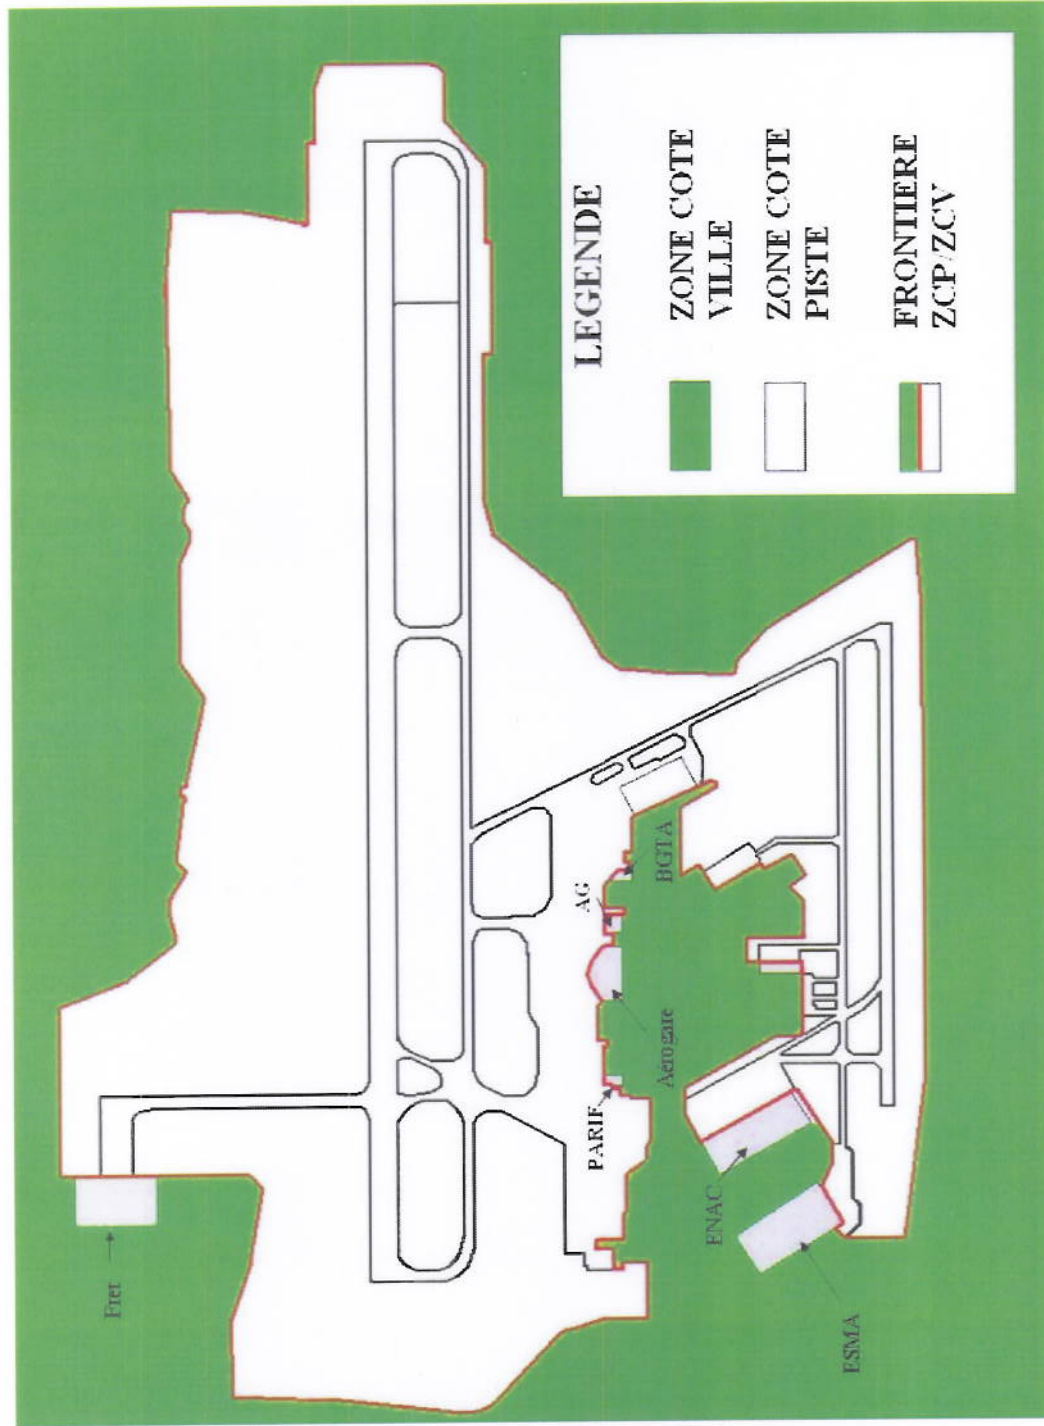 LEGENDE
ZONE COTE
VILLE
ZONE COTE
PISTE
FRONTIERE
ZCP/ZCV
Fret
PARIF
Aérogare
AG
BGTA
ENAC
ESMA